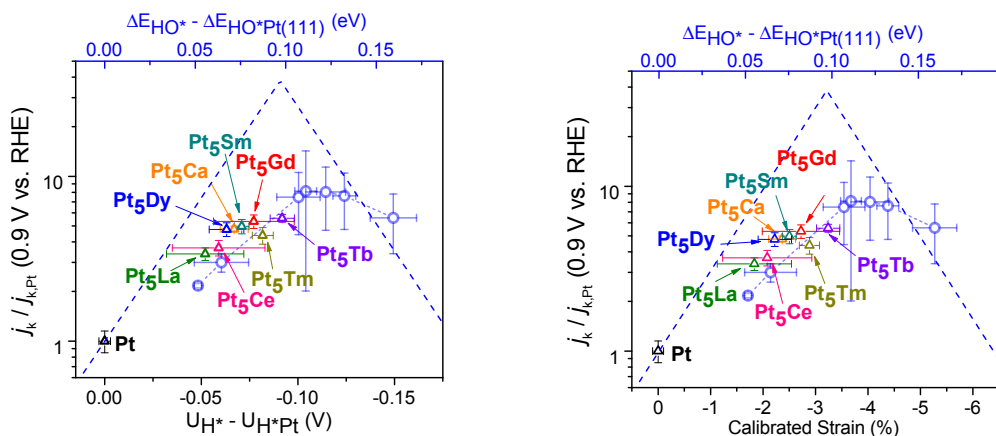 ΔE_HO* - ΔE_HO*Pt(111) (eV)
0.00 0.05 0.10 0.15
10
1
j_k / j_k,Pt (0.9 V vs. RHE)
Pt5Sm
Pt5Ca
Pt5Gd
Pt5Dy
Pt5Tb
Pt5La
Pt5Tm
Pt5Ce
Pt
0.00 -0.05 -0.10 -0.15
U_H* - U_H*Pt (V)
ΔE_HO* - ΔE_HO*Pt(111) (eV)
0.00 0.05 0.10 0.15
10
1
j_k / j_k,Pt (0.9 V vs. RHE)
Pt5Gd
Pt5Sm
Pt5Ca
Pt5Dy
Pt5Tb
Pt5La
Pt5Tm
Pt5Ce
Pt
0 -1 -2 -3 -4 -5 -6
Calibrated Strain (%)